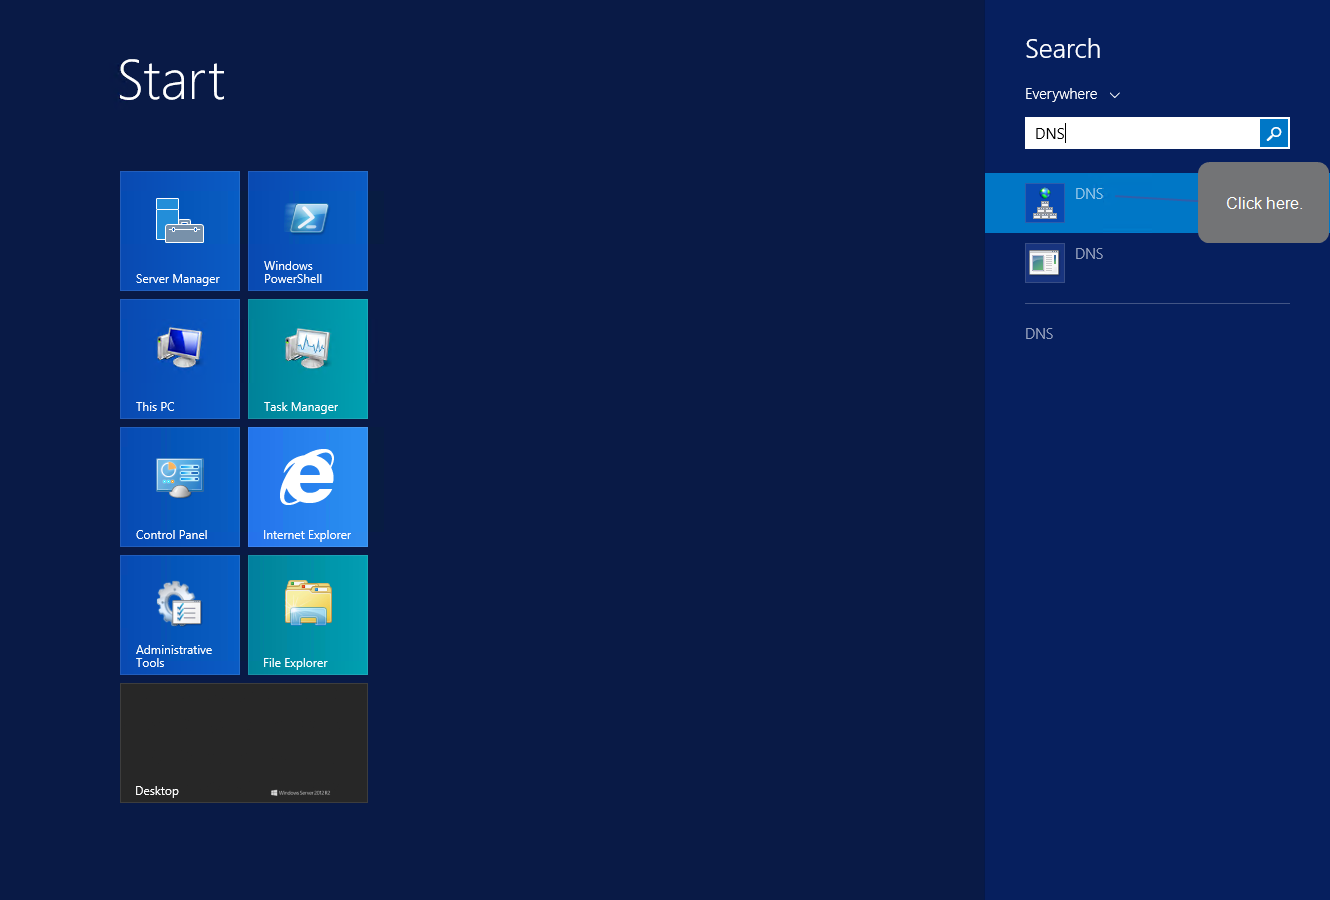 Start
Search
Everywhere
DNS
DNS
Click here.
DNS
DNS
Server Manager
Windows
PowerShell
This PC
Task Manager
Control Panel
Internet Explorer
Administrative
Tools
File Explorer
Desktop
Windows Server 2012 R2